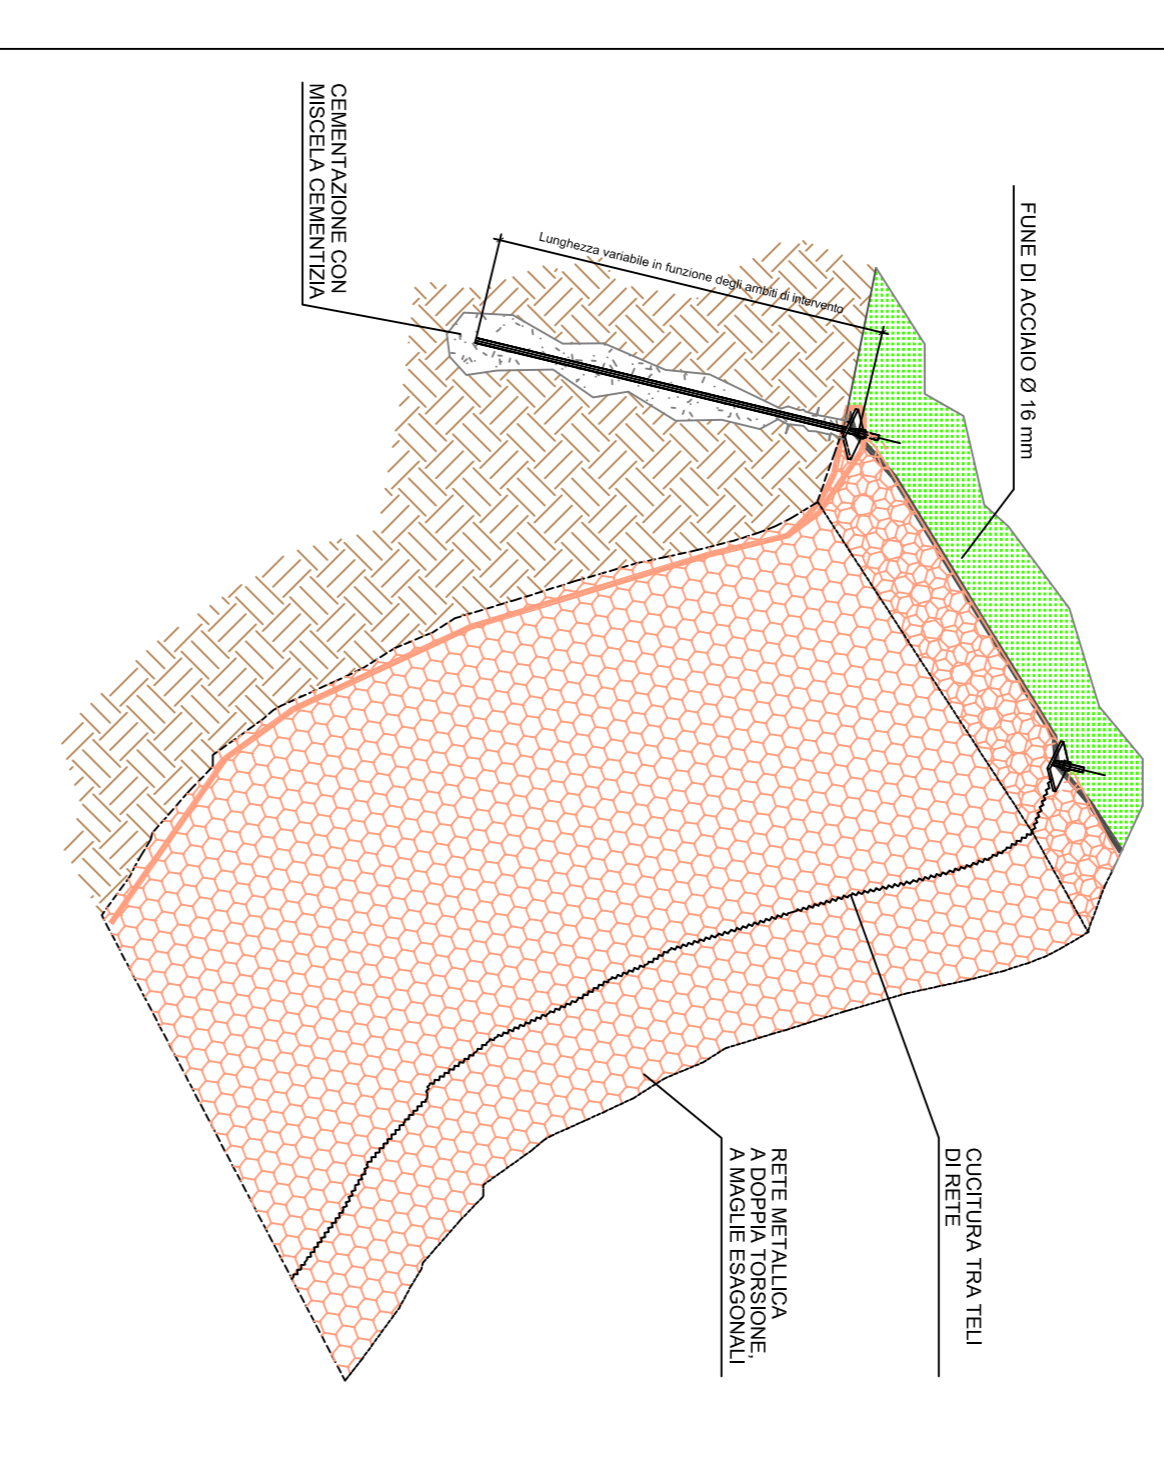 FUNE DI ACCIAIO Ø 16 mm
Lunghezza variabile in funzione degli ambiti di intervento
CEMENTAZIONE CON
MISCELA CEMENTIZIA
CUCITURA TRA TELI
DI RETE
RETE METALLICA
A DOPPIA TORSIONE,
A MAGLIE ESAGONALI